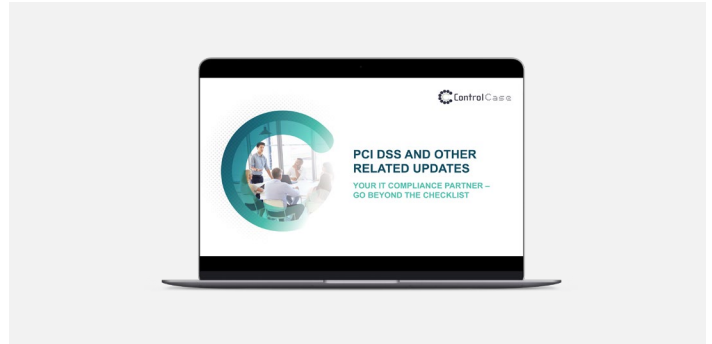 ControlCase
PCI DSS AND OTHER
RELATED UPDATES
YOUR IT COMPLIANCE PARTNER –
GO BEYOND THE CHECKLIST